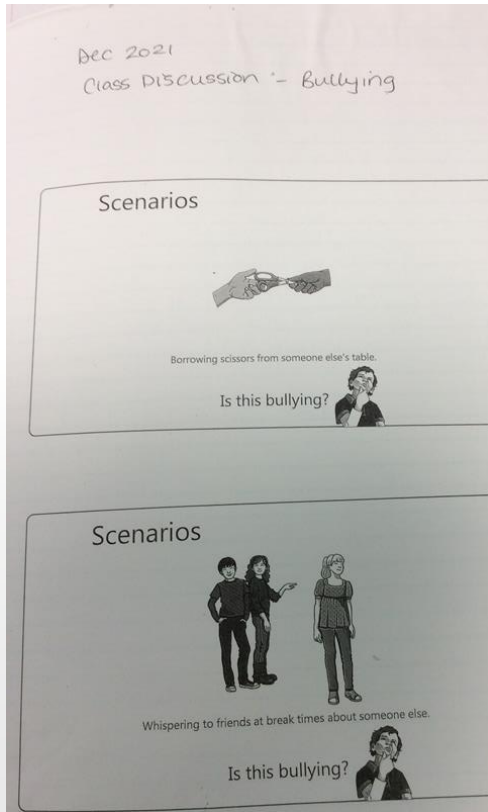 Dec 2021
Class Discussion :- Bullying
Scenarios
Borrowing scissors from someone else's table.
Is this bullying?
Scenarios
Whispering to friends at break times about someone else.
Is this bullying?